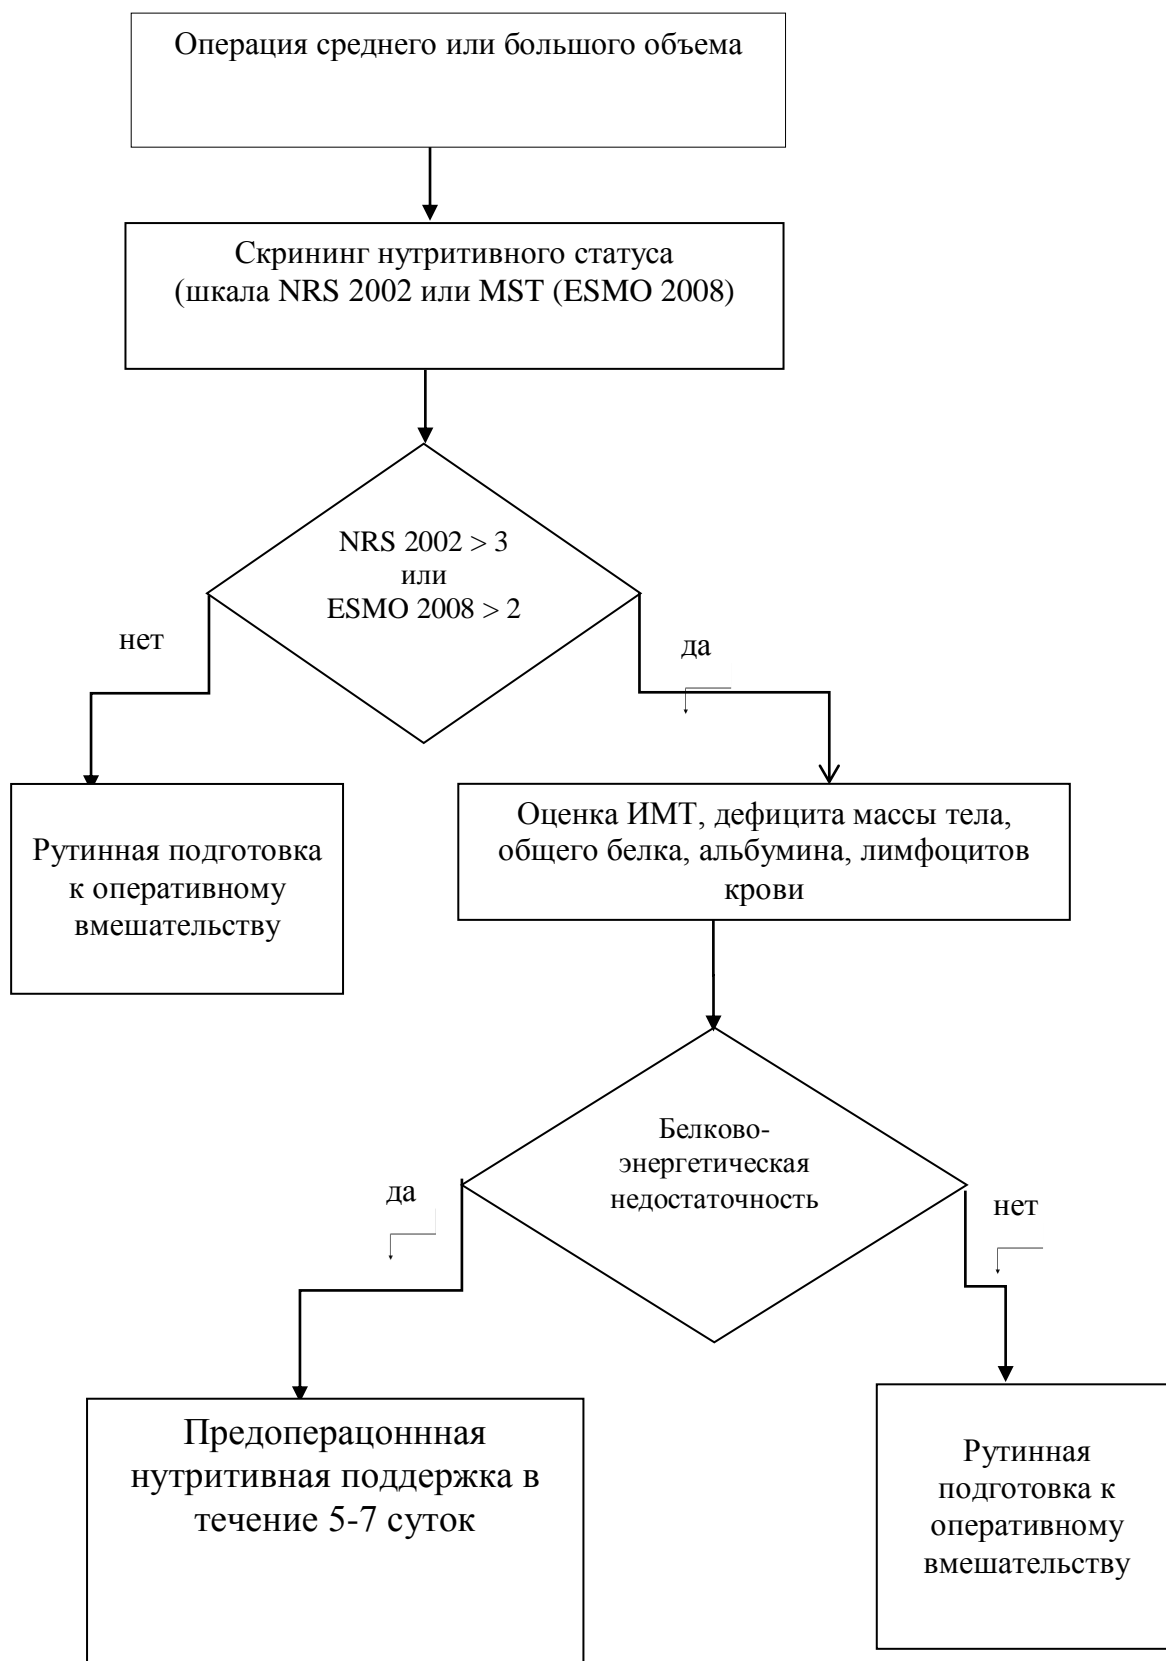 Операция среднего или большого объема
Скрининг нутритивного статуса
(шкала NRS 2002 или MST (ESMO 2008)
NRS 2002 > 3
или
ESMO 2008 > 2
нет
да
Рутинная подготовка
к оперативному
вмешательству
Оценка ИМТ, дефицита массы тела,
общего белка, альбумина, лимфоцитов
крови
Белково-
энергетическая
недостаточность
да
нет
Предоперацоннная
нутритивная поддержка в
течение 5-7 суток
Рутинная
подготовка к
оперативному
вмешательству